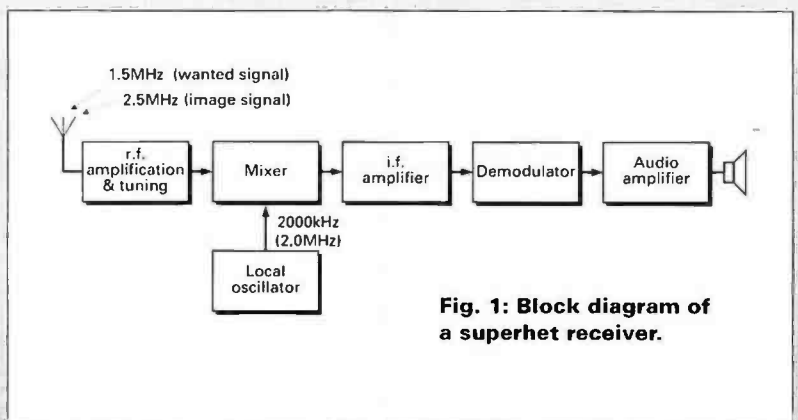 1.5MHz (wanted signal)
2.5MHz (image signal)
r.f.
amplification
& tuning
Mixer
i.f.
amplifier
Demodulator
Audio
amplifier
2000kHz
(2.0MHz)
Local
oscillator
Fig. 1: Block diagram of
a superhet receiver.